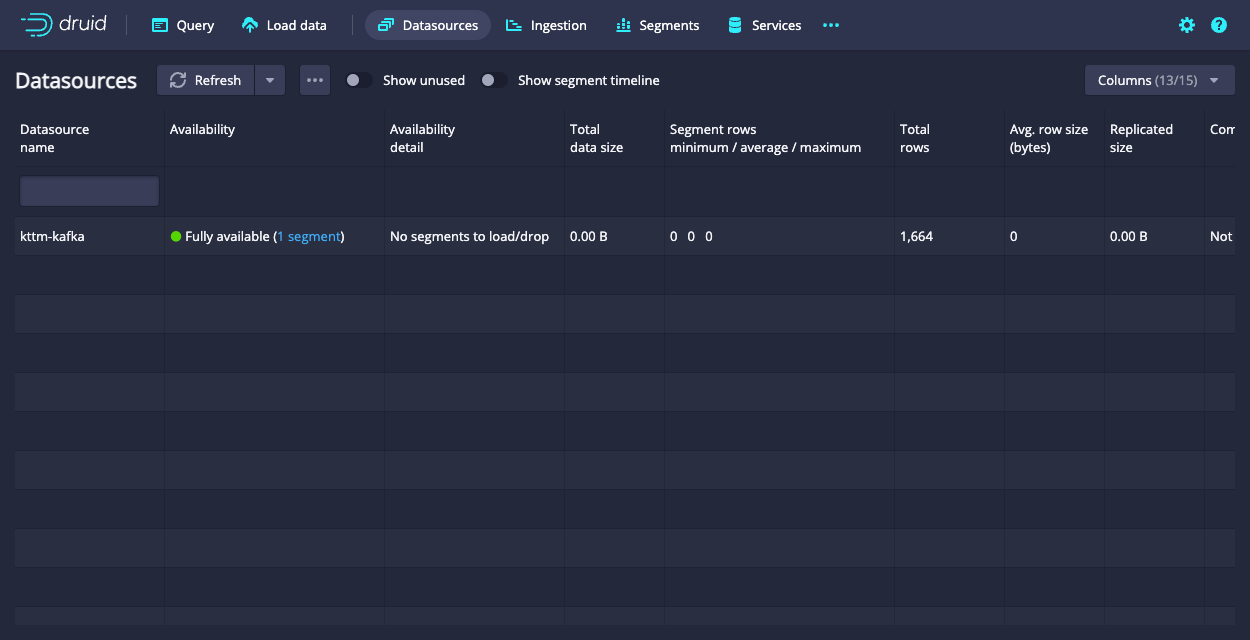 druid Query Load data Datasources Ingestion Segments Services
Datasources Refresh Show unused Show segment timeline Columns (13/15)
Datasource name
Availability
Availability detail
Total data size
Segment rows
minimum / average / maximum
Total rows
Avg. row size (bytes)
Replicated size
Com
kttm-kafka Fully available (1 segment) No segments to load/drop 0.00 B 0 0 0 1,664 0 0.00 B Not